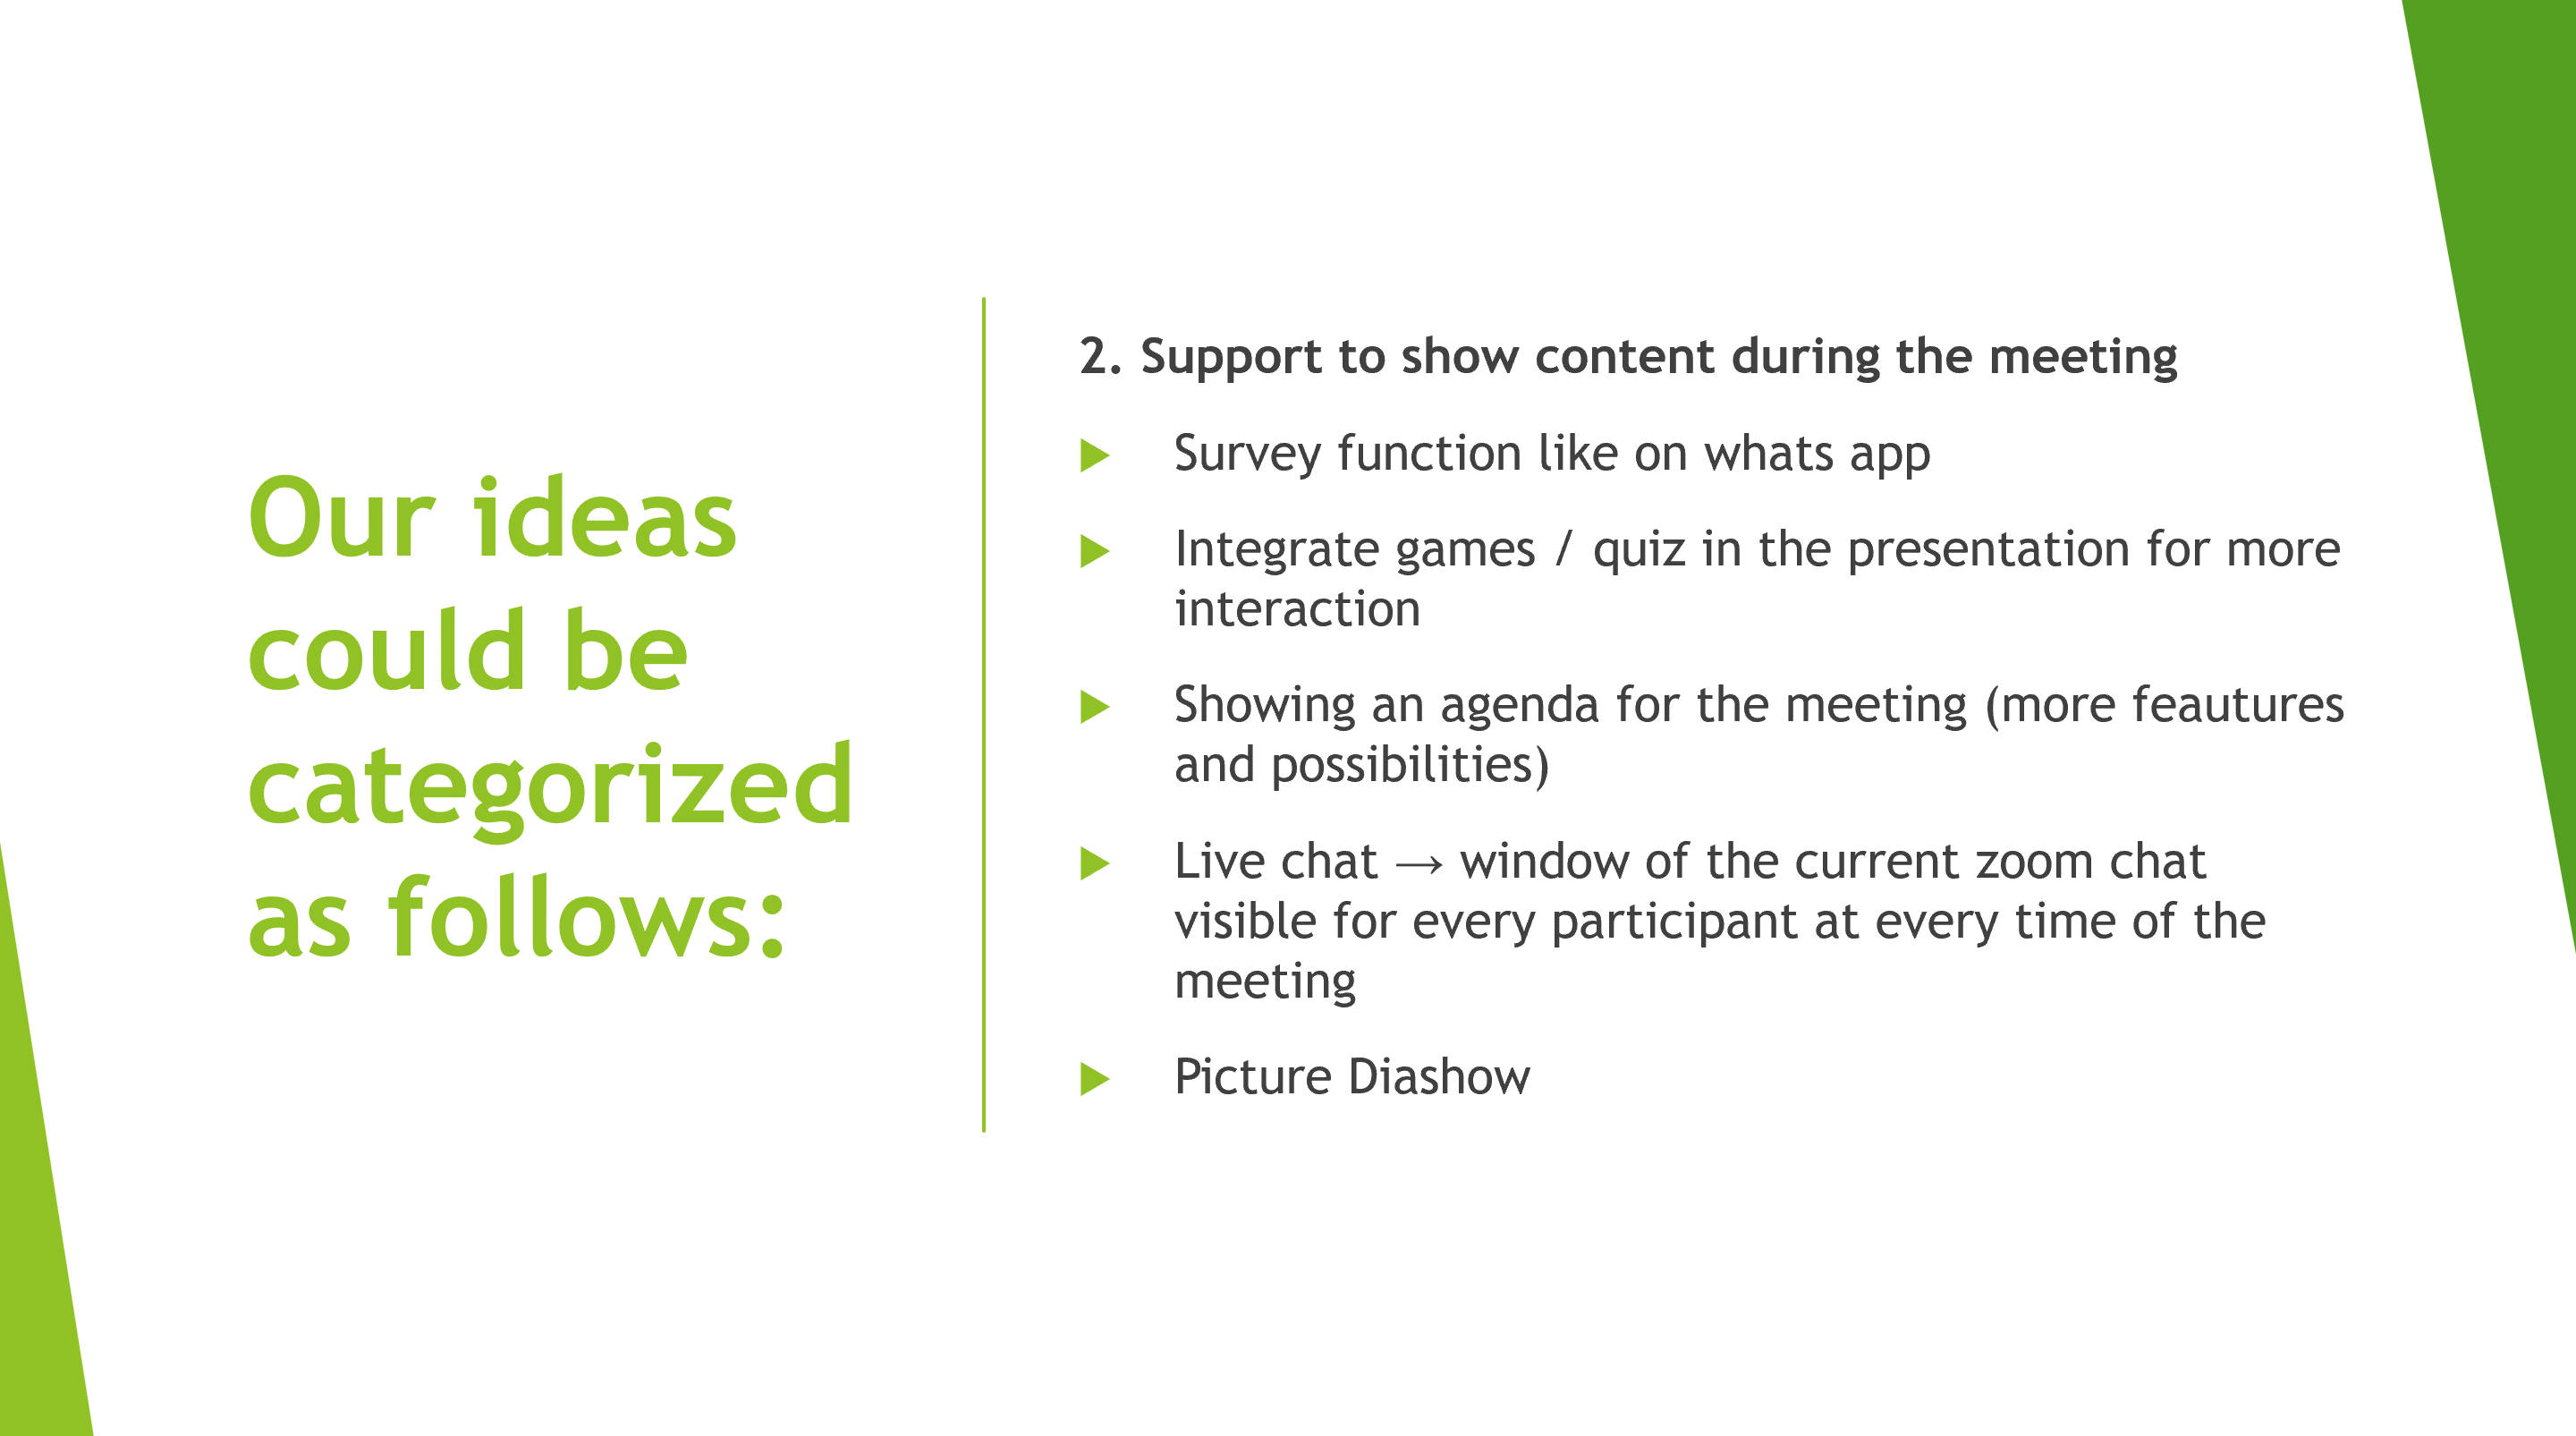 Our ideas
could be
categorized
as follows:
2. Support to show content during the meeting
Survey function like on whats app
Integrate games / quiz in the presentation for more
interaction
Showing an agenda for the meeting (more feautures
and possibilities)
Live chat → window of the current zoom chat
visible for every participant at every time of the
meeting
Picture Diashow